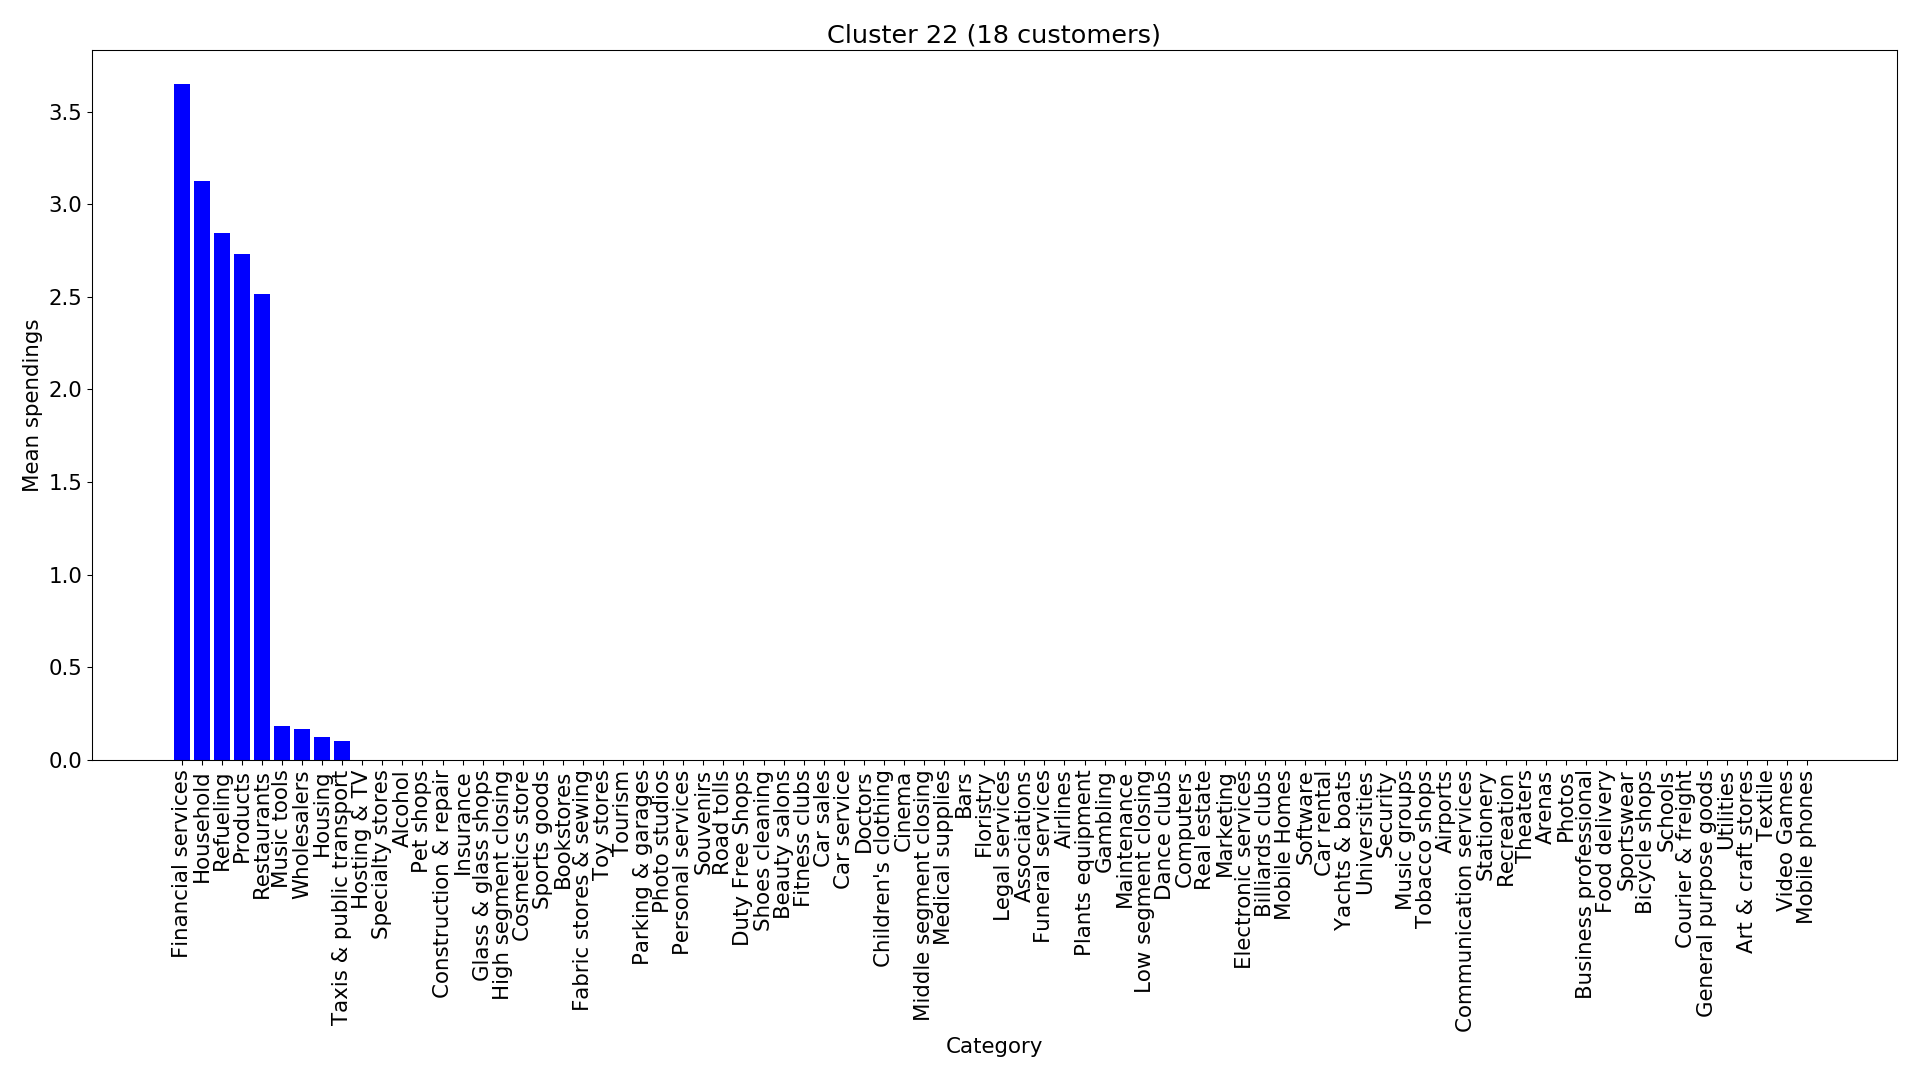 Cluster 22 (18 customers)
Mean spendings
3.5
3.0
2.5
2.0
1.5
1.0
0.5
0.0
Financial services
Household
Refueling
Products
Restaurants
Music tools
Wholesalers
Housing
Taxis & public transport
Hosting & TV
Specialty stores
Alcohol
Pet shops
Construction & repair
Insurance
Glass & glass shops
High segment closing
Cosmetics store
Sports goods
Bookstores
Fabric stores & sewing
Toy stores
Tourism
Parking & garages
Photo studios
Personal services
Souvenirs
Road tolls
Duty Free Shops
Shoes cleaning
Beauty salons
Fitness clubs
Car sales
Car service
Doctors
Children's clothing
Cinema
Middle segment closing
Medical supplies
Bars
Floristry
Legal services
Associations
Funeral services
Airlines
Plants equipment
Gambling
Maintenance
Low segment closing
Dance clubs
Computers
Real estate
Marketing
Electronic services
Billiards clubs
Mobile Homes
Software
Car rental
Yachts & boats
Universities
Security
Music groups
Tobacco shops
Airports
Communication services
Stationery
Recreation
Theaters
Arenas
Photos
Business professional
Food delivery
Sportswear
Bicycle shops
Schools
Courier & freight
General purpose goods
Utilities
Art & craft stores
Textile
Video Games
Mobile phones
Category